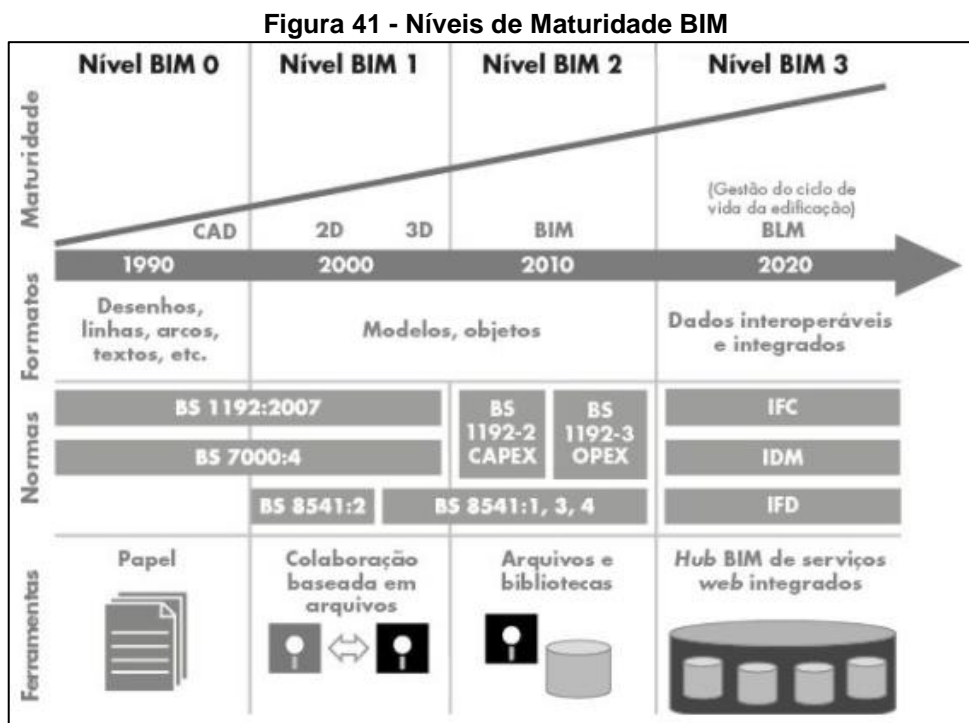 Figura 41 - Níveis de Maturidade BIM
Nível BIM 0
Nível BIM 1
Nível BIM 2
Nível BIM 3
Maturidade
(Gestão do ciclo de
vida da edificação)
CAD
2D
3D
BIM
BLM
1990
2000
2010
2020
Formatos
Desenhos,
linhas, arcos,
textos, etc.
Modelos, objetos
Dados interoperáveis
e integrados
Normas
BS 1192:2007
BS 7000:4
BS 8541:2
BS
1192-2
CAPEX
BS
1192-3
OPEX
BS 8541:1, 3, 4
IFC
IDM
IFD
Ferramentas
Papel
Colaboração
baseada em
arquivos
Arquivos e
bibliotecas
Hub BIM de serviços
web integrados